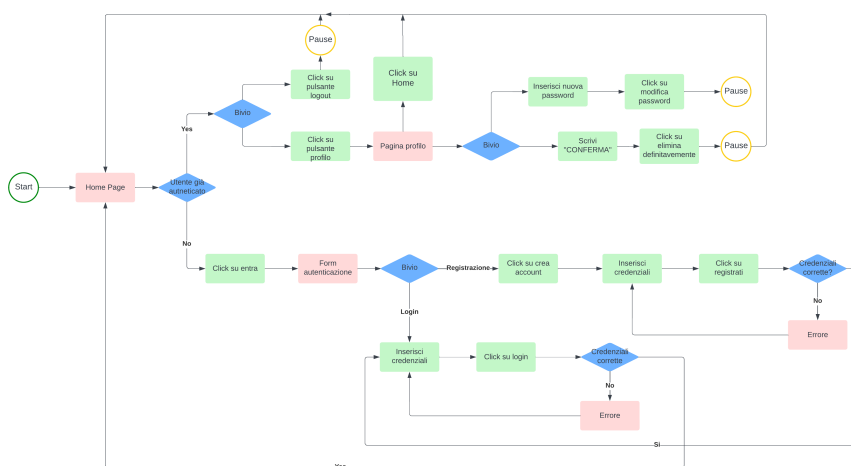 Pause
Click su
pulsante
logout
Click su
Home
Bivio
Inserisci nuova
password
Click su
modifica
password
Pause
Yes
Click su
pulsante
profilo
Pagina profilo
Bivio
Scrivi
"CONFERMA"
Click su
elimina
definitavemente
Pause
Start
Home Page
Utente già
autneticato
No
Click su entra
Form
autenticazione
Bivio
Registrazione
Click su crea
account
Inserisci
credenziali
Click su
registrati
Credenziali
corrette?
No
Errore
Login
Inserisci
credenziali
Click su login
Credenziali
corrette
No
Errore
Si